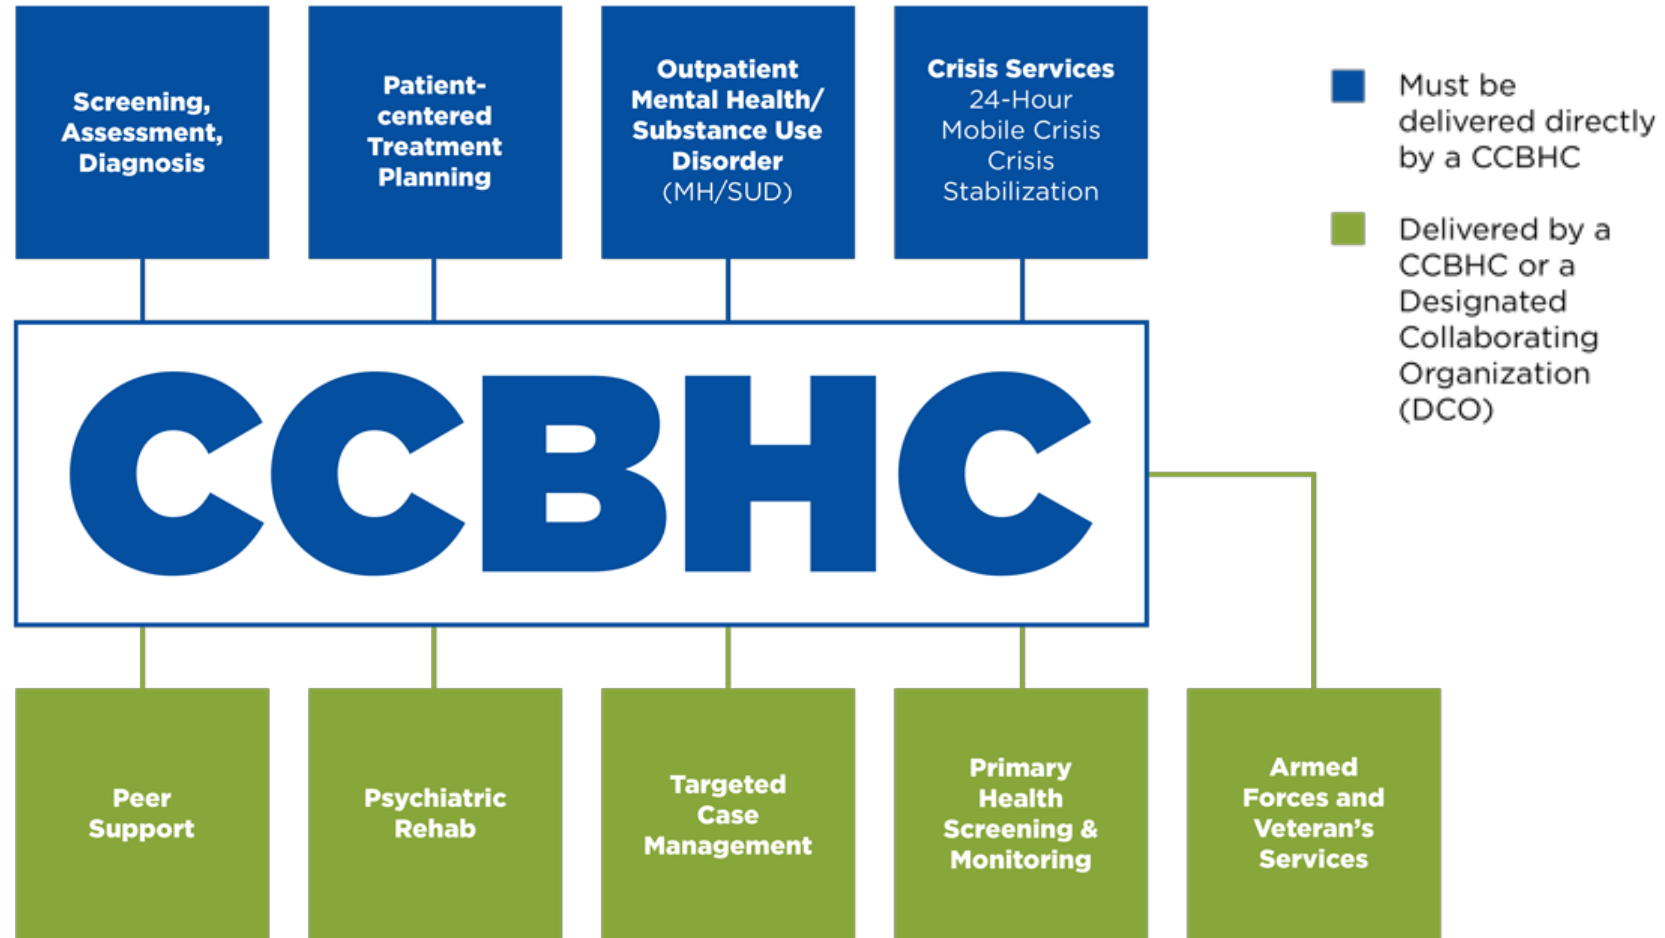 Screening,
Assessment,
Diagnosis
Patient-
centered
Treatment
Planning
Outpatient
Mental Health/
Substance Use
Disorder
(MH/SUD)
Crisis Services
24-Hour
Mobile Crisis
Crisis
Stabilization
Must be
delivered directly
by a CCBHC
Delivered by a
CCBHC or a
Designated
Collaborating
Organization
(DCO)
CCBHC
Peer
Support
Psychiatric
Rehab
Targeted
Case
Management
Primary
Health
Screening &
Monitoring
Armed
Forces and
Veteran’s
Services